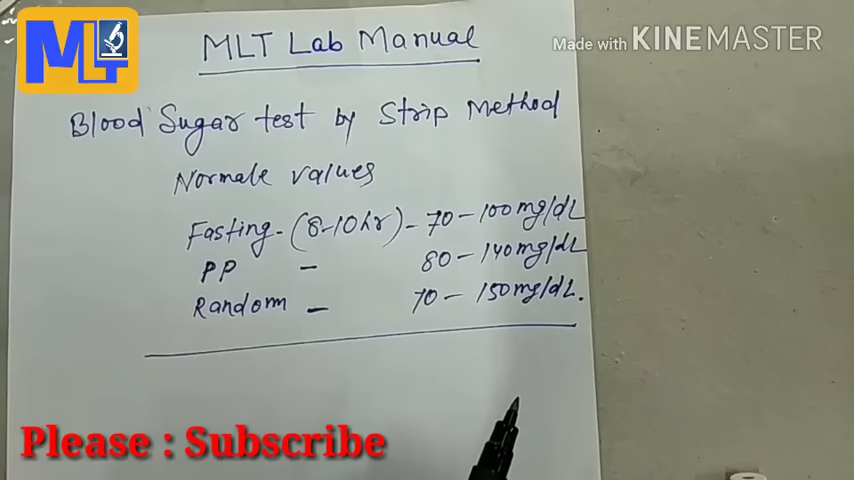 MLT
Made with KINEMASTER
MLT Lab Manual
Blood Sugar test by Strip Method
Normale values
Fasting - (8-10hr) - 70 - 100mg/dL
PP - 80 - 140mg/dL
Random - 70 - 150mg/dL.
Please : Subscribe